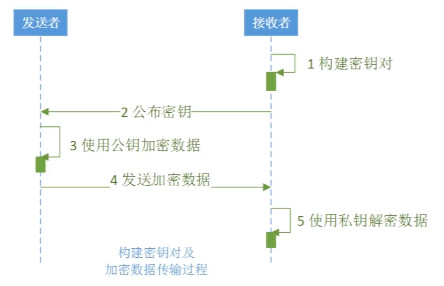 发送者
接收者
1 构建密钥对
2 公布密钥
3 使用公钥加密数据
4 发送加密数据
5 使用私钥解密数据
构建密钥对及
加密数据传输过程